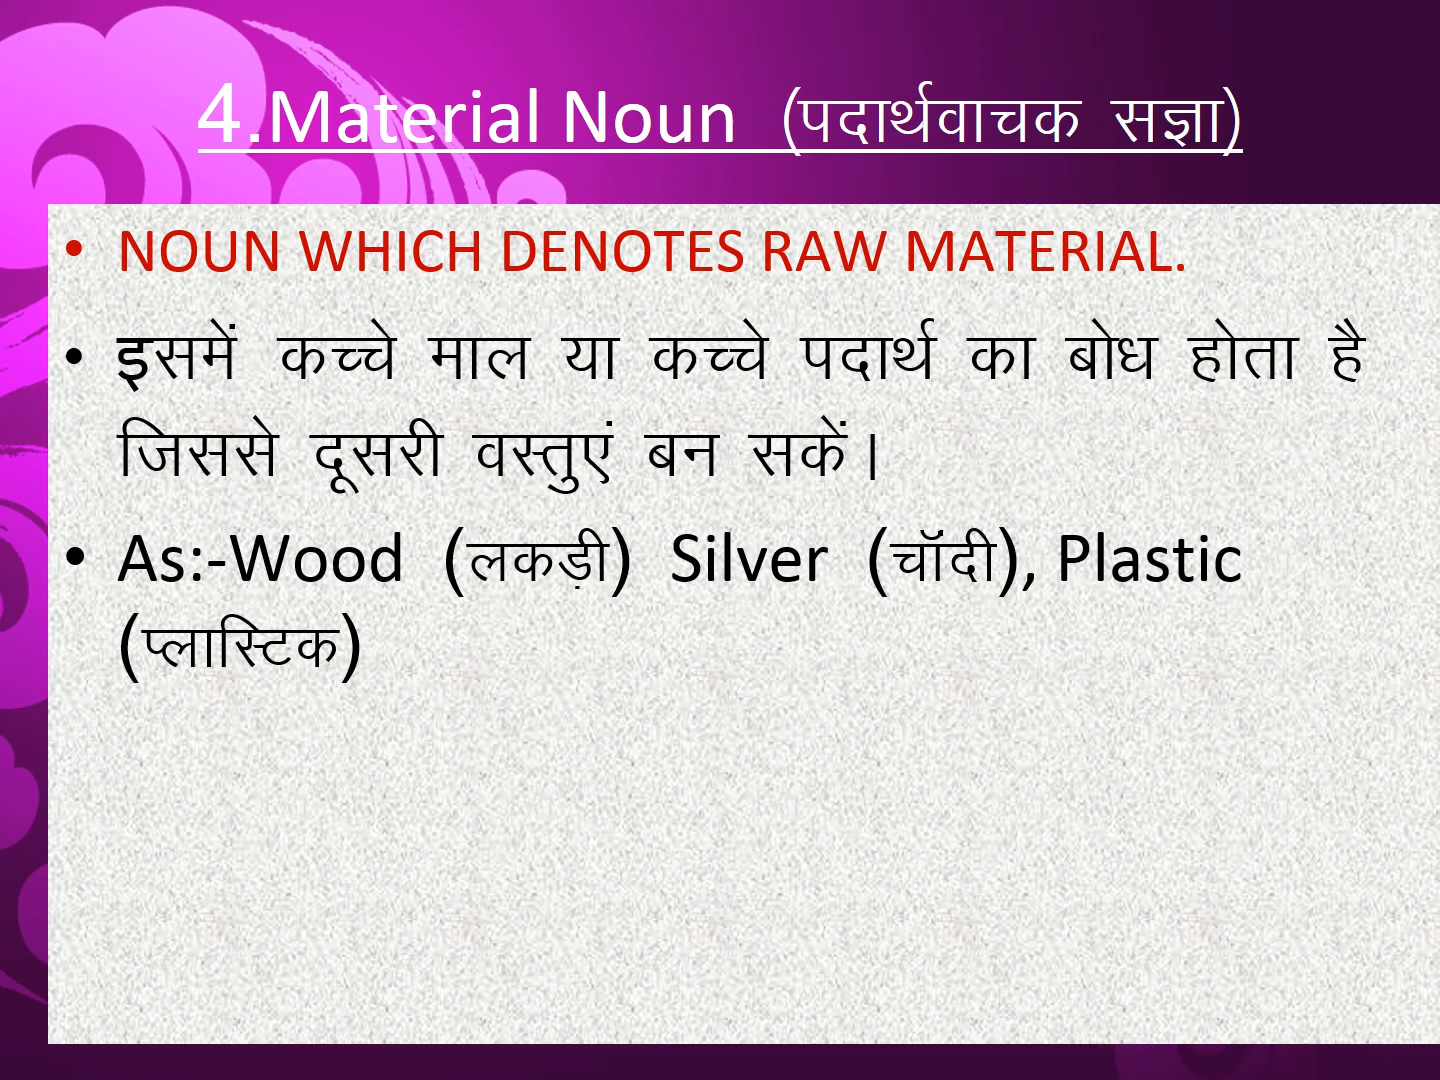 4.Material Noun (पदार्थवाचक सज्ञा)
• NOUN WHICH DENOTES RAW MATERIAL.
• इसमें कच्चे माल या कच्चे पदार्थ का बोध होता है
जिससे दूसरी वस्तुएं बन सकें।
• As:-Wood (लकड़ी) Silver (चॉदी), Plastic
(प्लास्टिक)